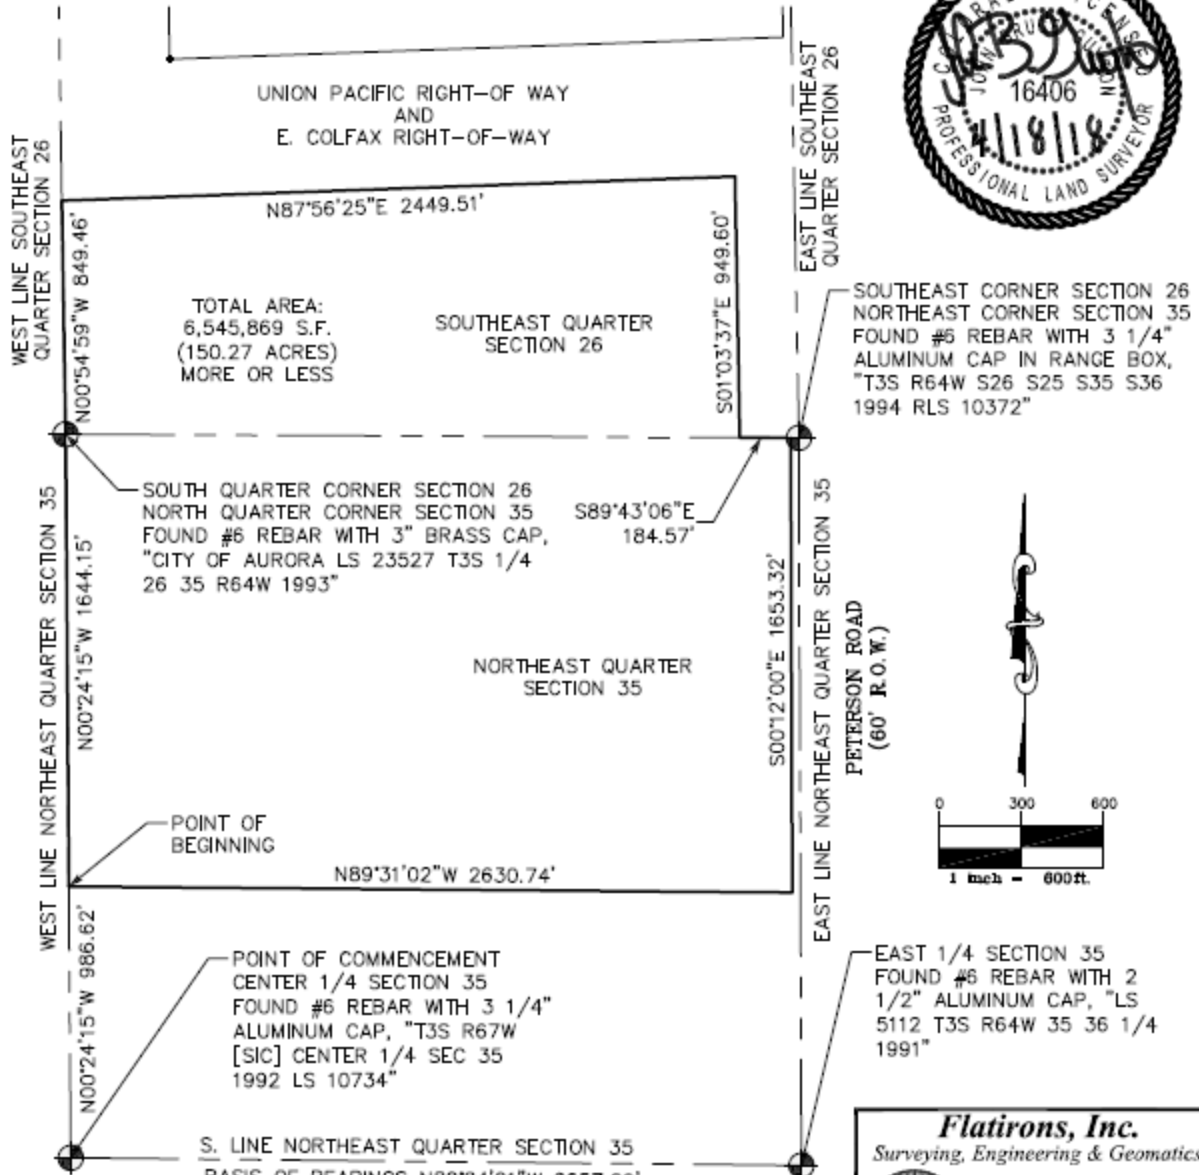 UNION PACIFIC RIGHT-OF WAY
AND
E. COLFAX RIGHT-OF-WAY
WEST LINE SOUTHEAST
QUARTER SECTION 26
EAST LINE SOUTHEAST
QUARTER SECTION 26
16406
4/18/18
PROFESSIONAL LAND SURVEYOR
N87°56'25"E 2449.51'
N00°54'59"W 849.46'
TOTAL AREA:
6,545,869 S.F.
(150.27 ACRES)
MORE OR LESS
SOUTHEAST QUARTER
SECTION 26
S01°03'37"E 949.60'
SOUTHEAST CORNER SECTION 26
NORTHEAST CORNER SECTION 35
FOUND #6 REBAR WITH 3 1/4"
ALUMINUM CAP IN RANGE BOX,
"T3S R64W S26 S25 S35 S36
1994 RLS 10372"
SOUTH QUARTER CORNER SECTION 26
NORTH QUARTER CORNER SECTION 35
FOUND #6 REBAR WITH 3" BRASS CAP,
"CITY OF AURORA LS 23527 T3S 1/4
26 35 R64W 1993"
S89°43'06"E
184.57'
WEST LINE NORTHEAST QUARTER SECTION 35
N00°24'15"W 1644.15'
NORTHEAST QUARTER
SECTION 35
S00°12'00"E 1653.32'
EAST LINE NORTHEAST QUARTER SECTION 35
PETERSON ROAD
(60' R.O.W.)
0 300 600
1 inch = 600ft.
POINT OF
BEGINNING
N89°31'02"W 2630.74'
N00°24'15"W 986.62'
POINT OF COMMENCEMENT
CENTER 1/4 SECTION 35
FOUND #6 REBAR WITH 3 1/4"
ALUMINUM CAP, "T3S R67W
[SIC] CENTER 1/4 SEC 35
1992 LS 10734"
EAST 1/4 SECTION 35
FOUND #6 REBAR WITH 2
1/2" ALUMINUM CAP, "LS
5112 T3S R64W 35 36 1/4
1991"
S. LINE NORTHEAST QUARTER SECTION 35
BASIS OF BEARINGS
Flatirons, Inc.
Surveying, Engineering & Geomatics